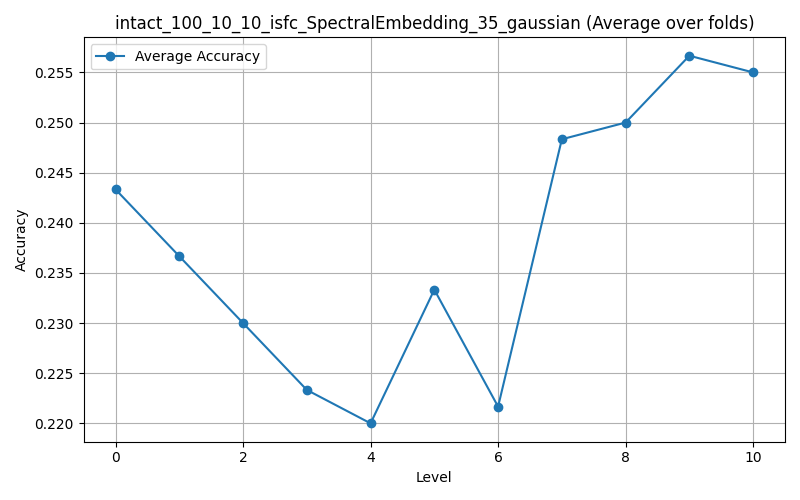 intact_100_10_10_isfc_SpectralEmbedding_35_gaussian (Average over folds)
Average Accuracy
0.255
0.250
0.245
0.240
0.235
0.230
0.225
0.220
Accuracy
0 2 4 6 8 10
Level